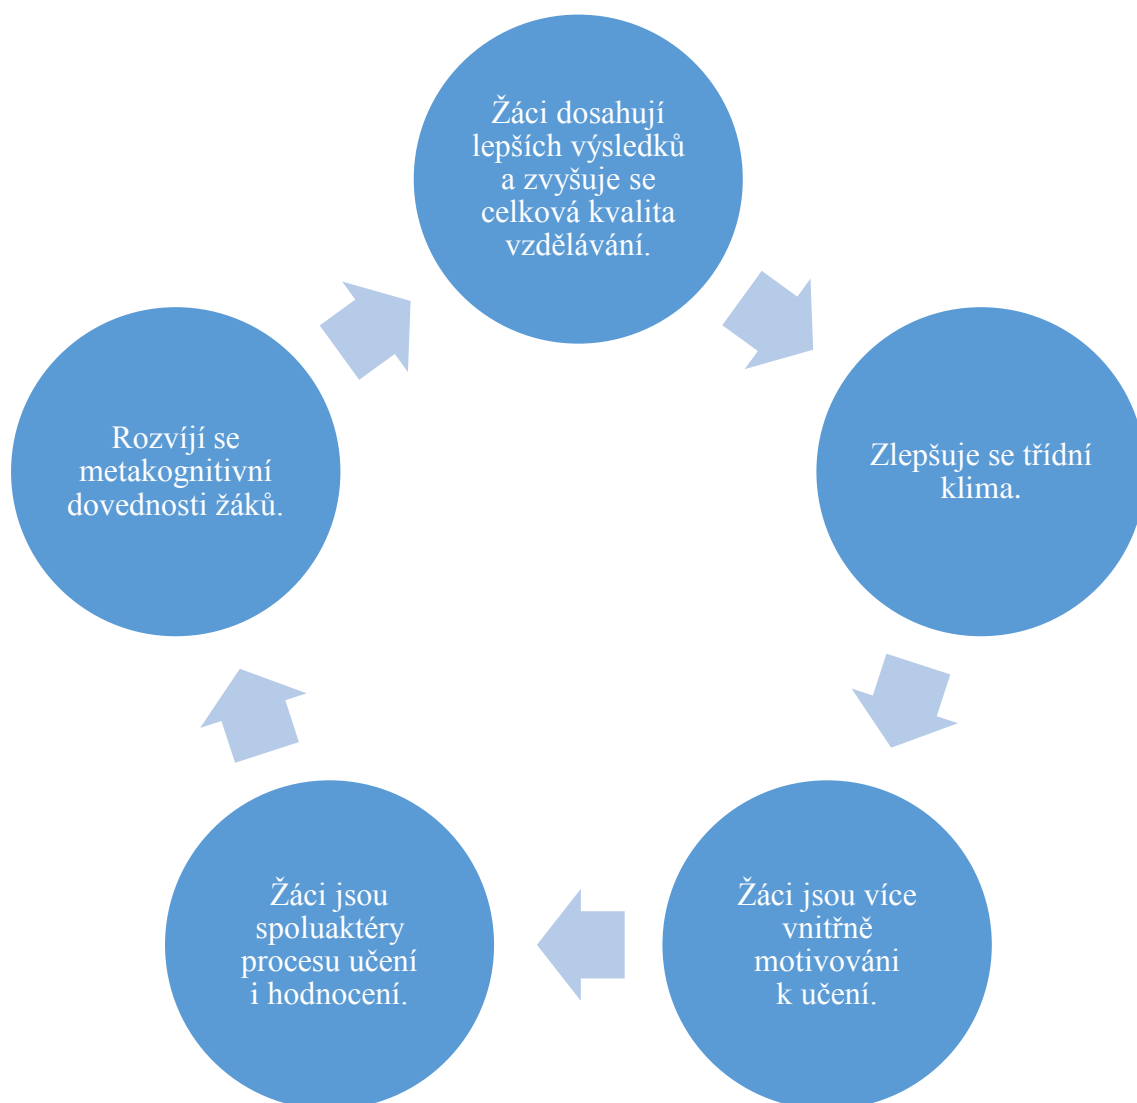 Žáci dosahují
lepších výsledků
a zvyšuje se
celková kvalita
vzdělávání.
Zlepšuje se třídní
klima.
Žáci jsou více
vnitřně
motivováni
k učení.
Žáci jsou
spoluaktéry
procesu učení
i hodnocení.
Rozvíjí se
metakognitivní
dovednosti žáků.